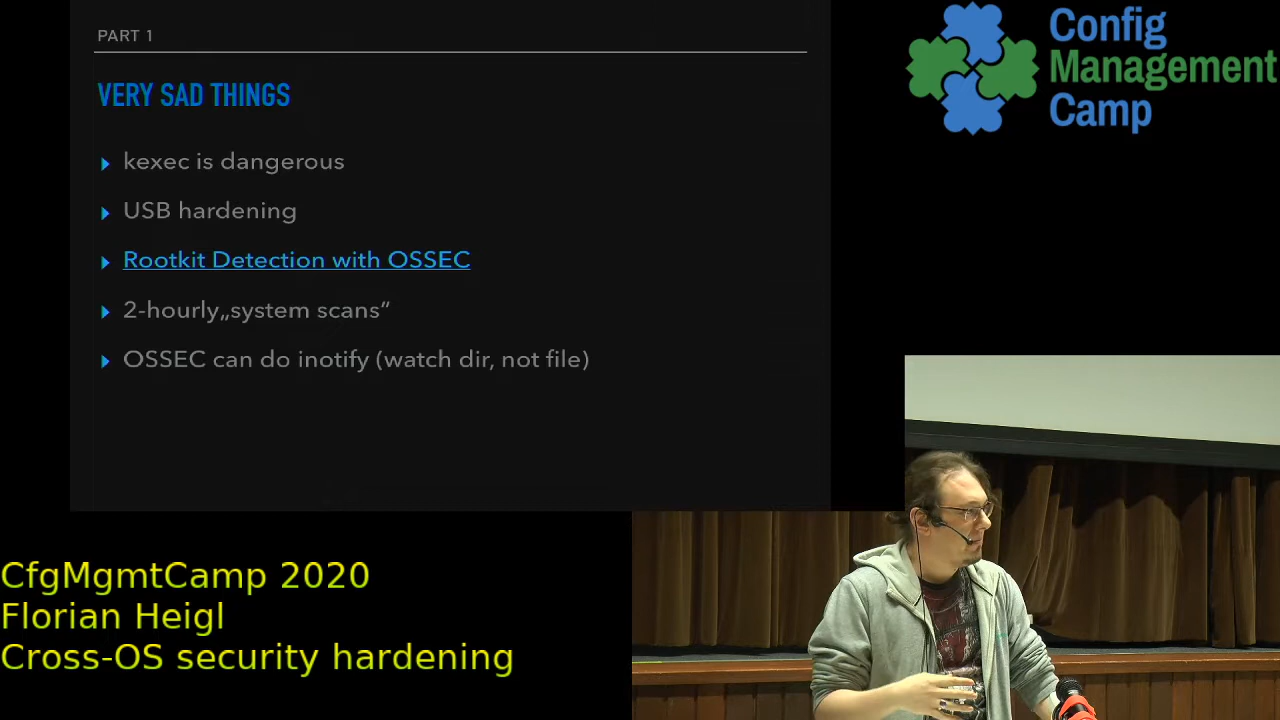 PART 1
VERY SAD THINGS
kexec is dangerous
USB hardening
Rootkit Detection with OSSEC
2-hourly„system scans“
OSSEC can do inotify (watch dir, not file)
Config
Management
Camp
CfgMgmtCamp 2020
Florian Heigl
Cross-OS security hardening